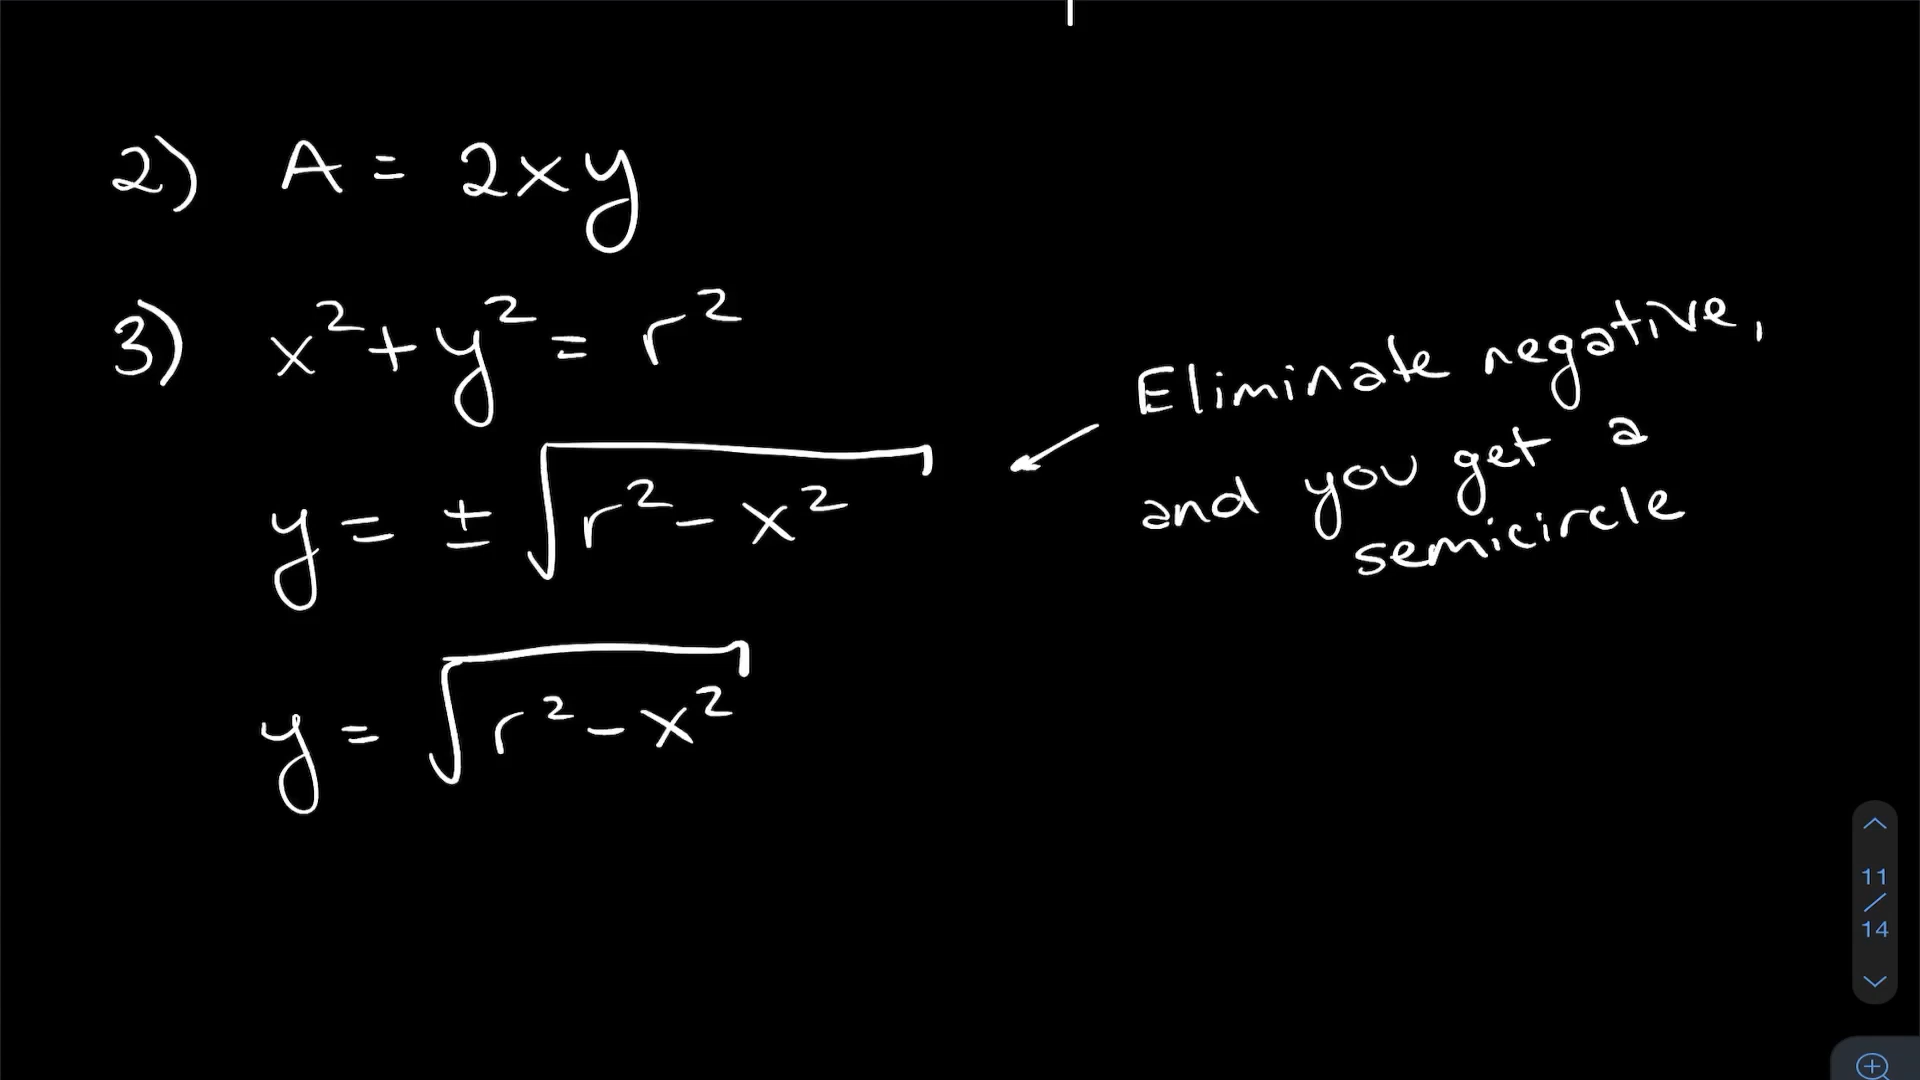 2) A = 2xy
3) x² + y² = r²
Eliminate negative,
and you get a
semicircle
y = ± √(r² - x²)
y = √(r² - x²)
11
/
14